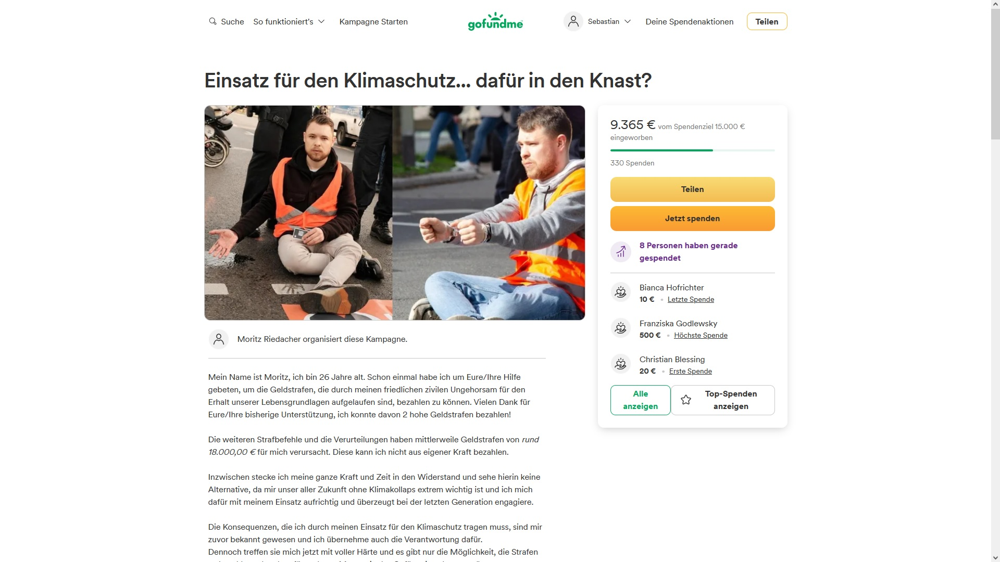 Suche So funktioniert's Kampagne Starten gofundme Sebastian Deine Spendenaktionen Teilen
Einsatz für den Klimaschutz... dafür in den Knast?
9.365 € vom Spendenziel 15.000 €
eingeworben
330 Spenden
Teilen
Jetzt spenden
8 Personen haben gerade
gespendet
Bianca Hofrichter
10 € • Letzte Spende
Franziska Godlewsky
500 € • Höchste Spende
Christian Blessing
20 € • Erste Spende
Alle
anzeigen
Top-Spenden
anzeigen
Moritz Riedacher organisiert diese Kampagne.
Mein Name ist Moritz, ich bin 26 Jahre alt. Schon einmal habe ich um Eure/Ihre Hilfe
gebeten, um die Geldstrafen, die durch meinen friedlichen zivilen Ungehorsam für den
Erhalt unserer Lebensgrundlagen aufgelaufen sind, bezahlen zu können. Vielen Dank für
Eure/Ihre bisherige Unterstützung, ich konnte davon 2 hohe Geldstrafen bezahlen!
Die weiteren Strafbefehle und die Verurteilungen haben mittlerweile Geldstrafen von rund
18.000,00 € für mich verursacht. Diese kann ich nicht aus eigener Kraft bezahlen.
Inzwischen stecke ich meine ganze Kraft und Zeit in den Widerstand und sehe hierin keine
Alternative, da mir unser aller Zukunft ohne Klimakollaps extrem wichtig ist und ich mich
dafür mit meinem Einsatz aufrichtig und überzeugt bei der letzten Generation engagiere.
Die Konsequenzen, die ich durch meinen Einsatz für den Klimaschutz tragen muss, sind mir
zuvor bekannt gewesen und ich übernehme auch die Verantwortung dafür.
Dennoch treffen sie mich jetzt mit voller Härte und es gibt nur die Möglichkeit, die Strafen